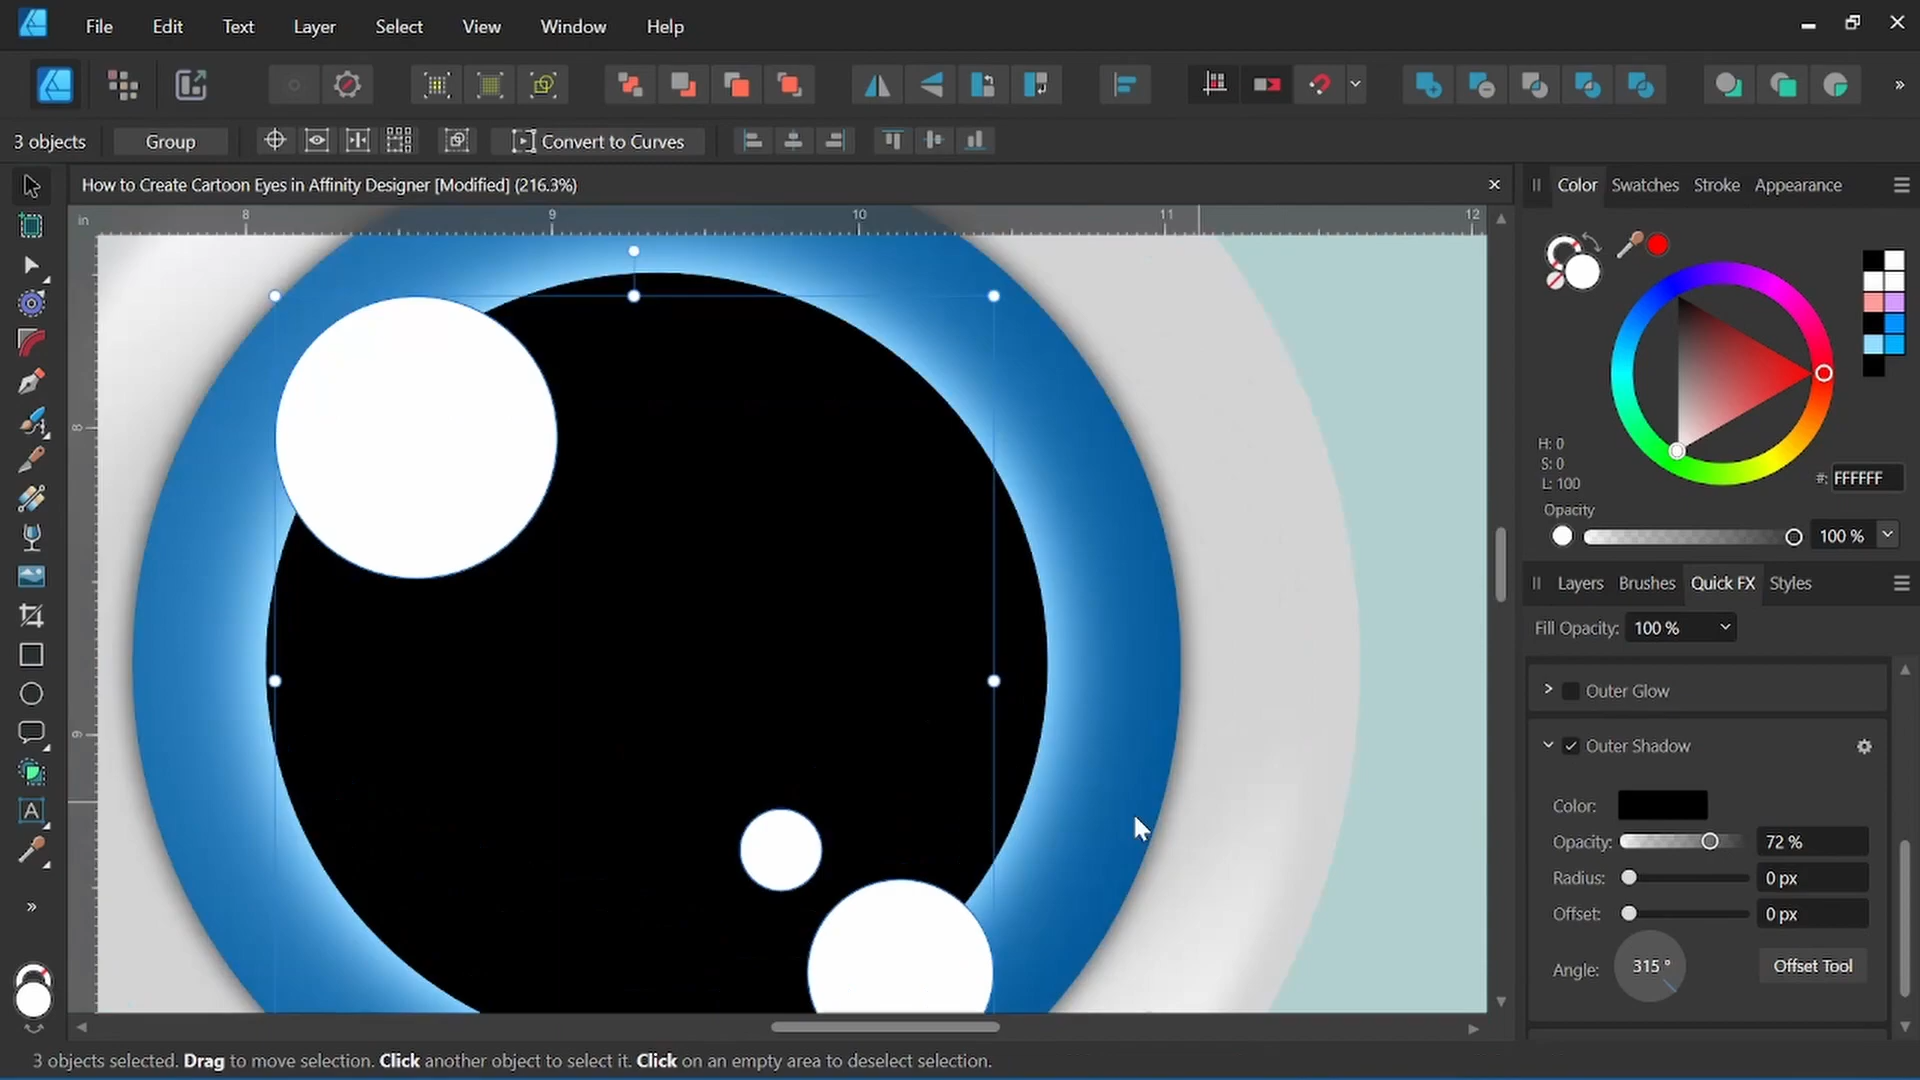 File Edit Text Layer Select View Window Help
3 objects Group Convert to Curves
How to Create Cartoon Eyes in Affinity Designer [Modified] (216.3%)
in 8 9 10 11 12
8
9
Color Swatches Stroke Appearance
H: 0
S: 0
L: 100
#: FFFFFF
Opacity
100 %
Layers Brushes Quick FX Styles
Fill Opacity: 100 %
Outer Glow
Outer Shadow
Color:
Opacity: 72 %
Radius: 0 px
Offset: 0 px
Angle: 315 ° Offset Tool
A
3 objects selected. Drag to move selection. Click another object to select it. Click on an empty area to deselect selection.